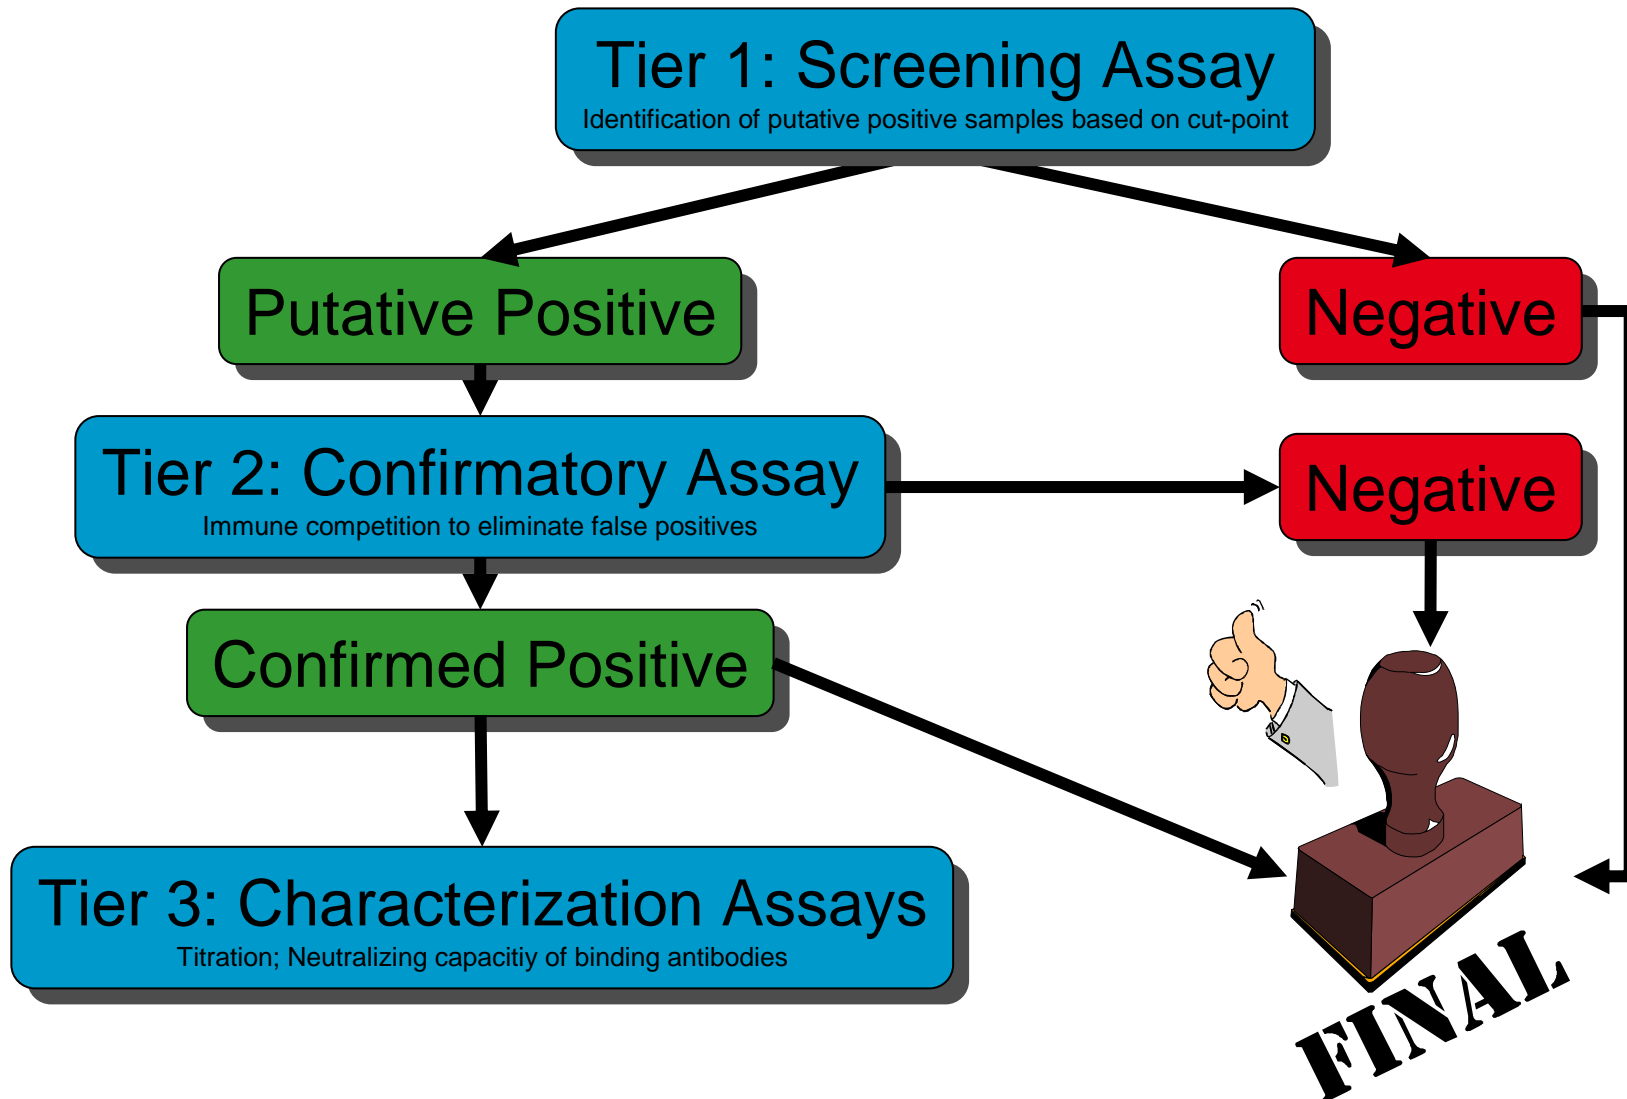 Tier 1: Screening Assay
Identification of putative positive samples based on cut-point
Putative Positive
Negative
Tier 2: Confirmatory Assay
Immune competition to eliminate false positives
Negative
Confirmed Positive
Tier 3: Characterization Assays
Titration; Neutralizing capacitiy of binding antibodies
FINAL